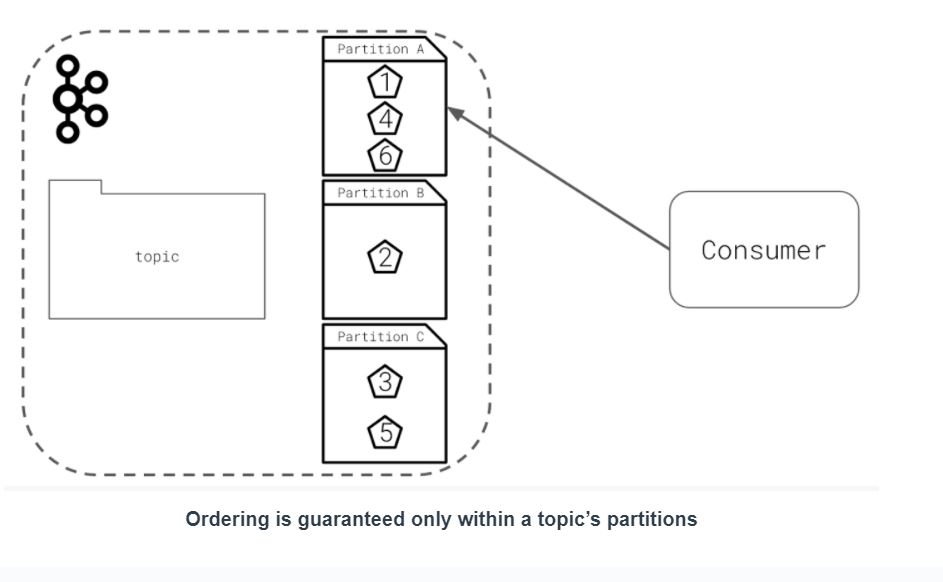 Partition A
1
4
6
Partition B
2
topic
Consumer
Partition C
3
5
Ordering is guaranteed only within a topic’s partitions